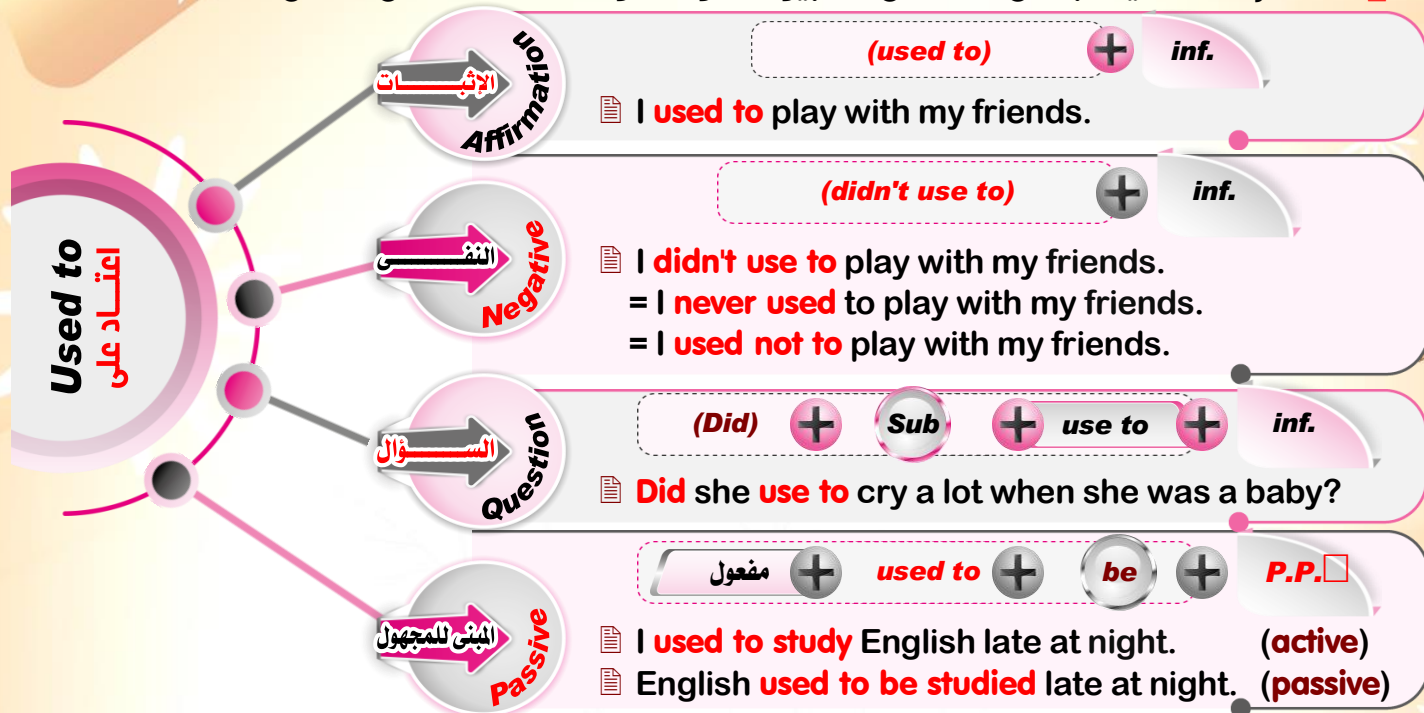 Used to
اعتاد على
الإثبات
Affirmation
(used to) + inf.
I used to play with my friends.
النفى
Negative
(didn't use to) + inf.
I didn't use to play with my friends.
= I never used to play with my friends.
= I used not to play with my friends.
السؤال
Question
(Did) + Sub + use to + inf.
Did she use to cry a lot when she was a baby?
المبنى للمجهول
Passive
مفعول + used to + be + P.P.
I used to study English late at night. (active)
English used to be studied late at night. (passive)